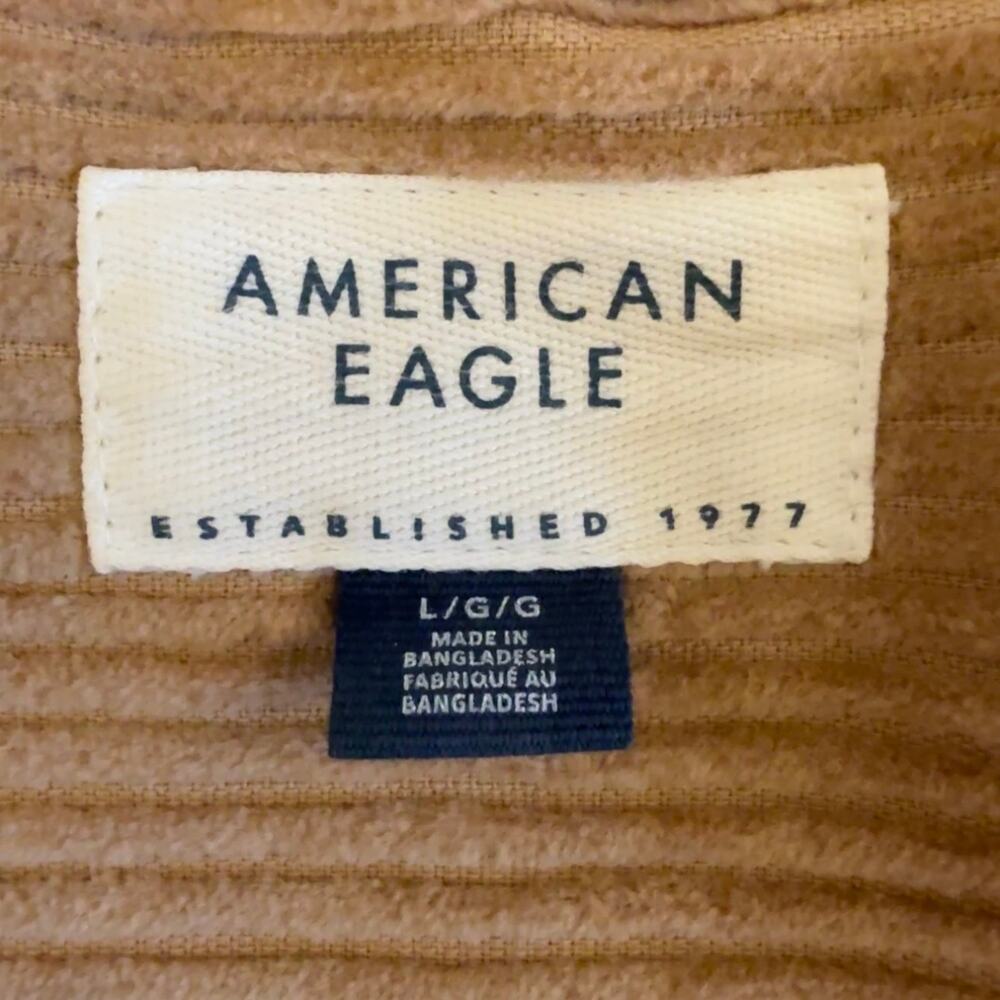 AMERICAN
EAGLE
ESTABLISHED 1977
L/G/G
MADE IN
BANGLADESH
FABRIQUÉ AU
BANGLADESH